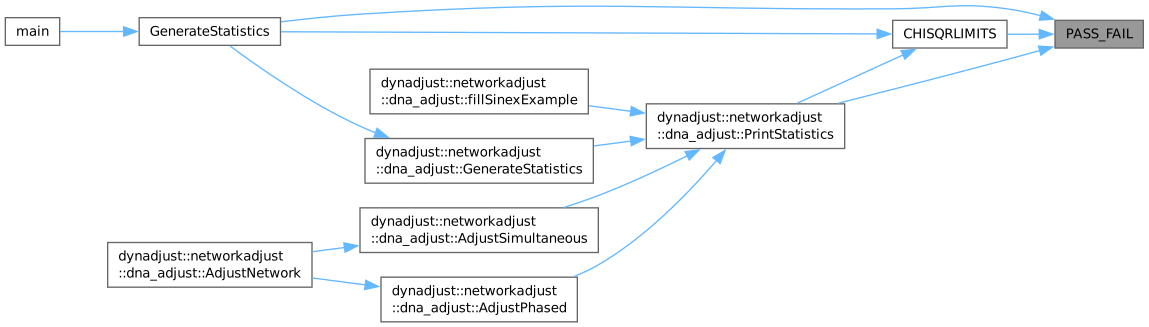 main
GenerateStatistics
CHISQRLIMITS
PASS_FAIL
dynadjust::networkadjust
::dna_adjust::fillSinexExample
dynadjust::networkadjust
::dna_adjust::PrintStatistics
dynadjust::networkadjust
::dna_adjust::GenerateStatistics
dynadjust::networkadjust
::dna_adjust::AdjustSimultaneous
dynadjust::networkadjust
::dna_adjust::AdjustNetwork
dynadjust::networkadjust
::dna_adjust::AdjustPhased